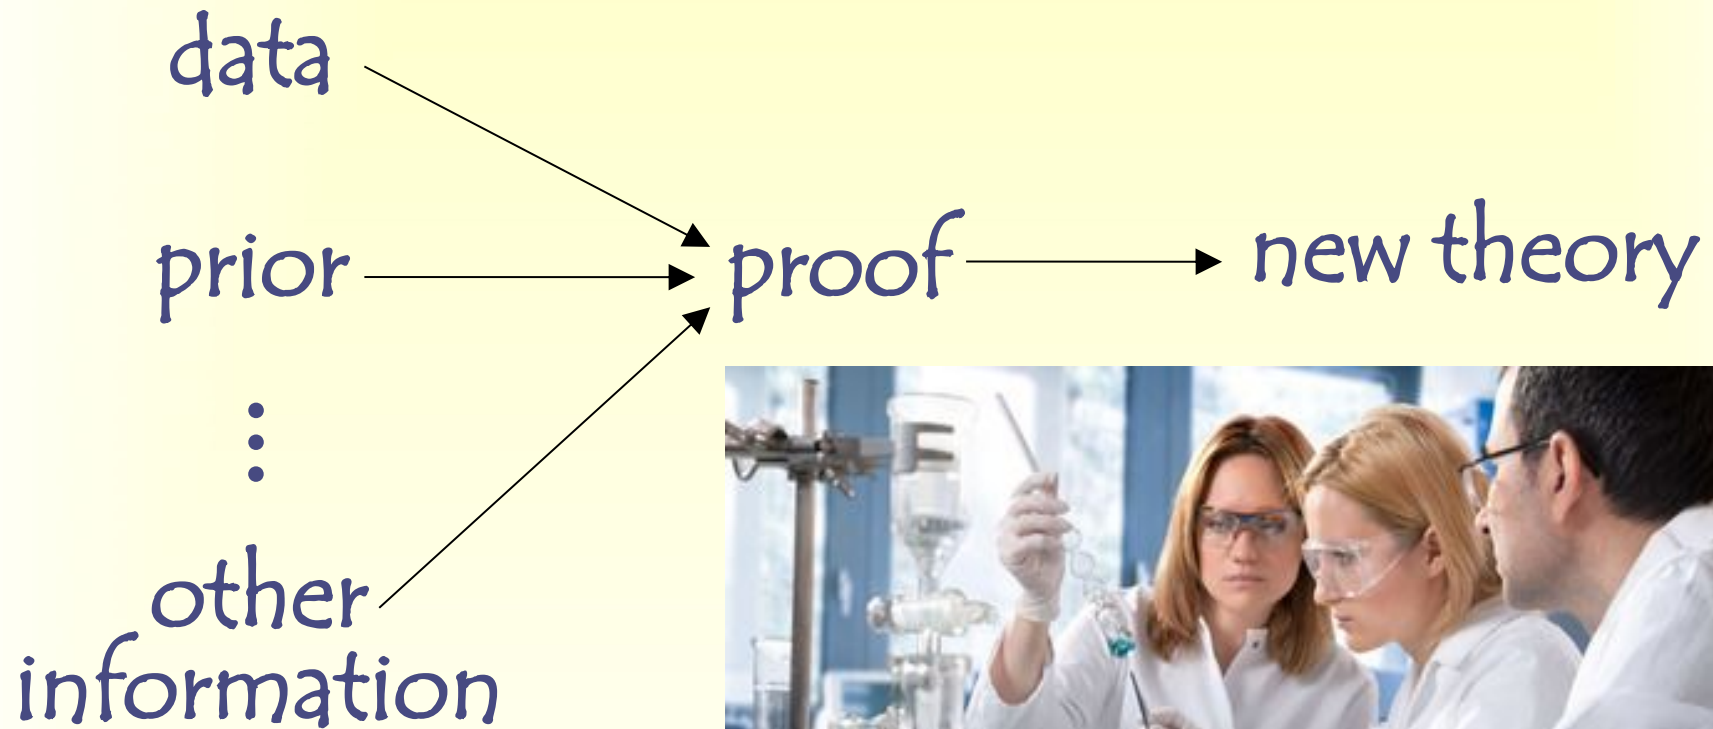 data
prior
proof
new theory
other
information